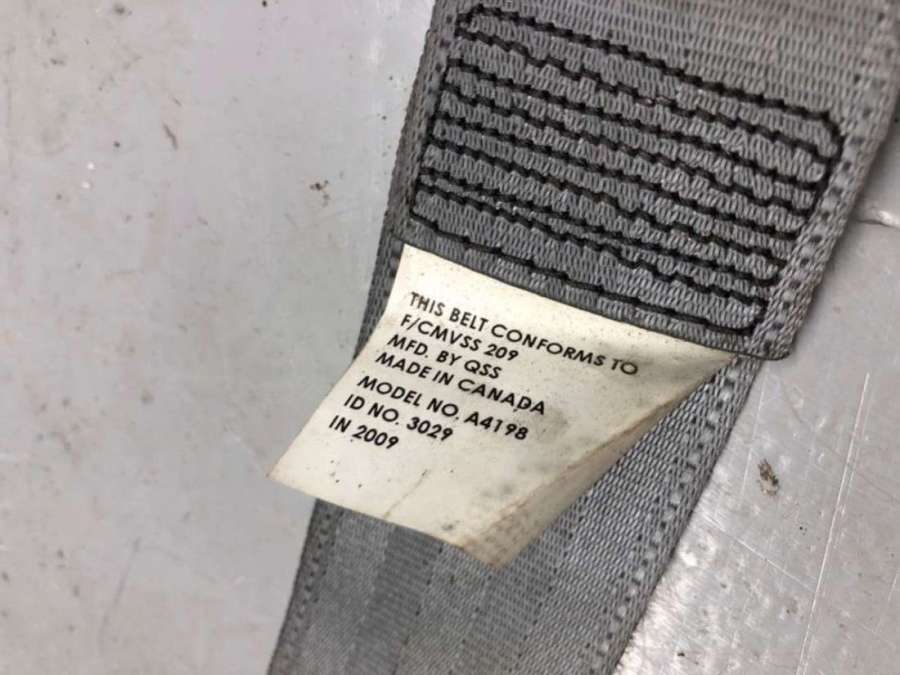 THIS BELT CONFORMS TO
F/CMVSS 209
MFD. BY QSS
MADE IN CANADA
MODEL NO. A4198
ID NO. 3029
IN 2009